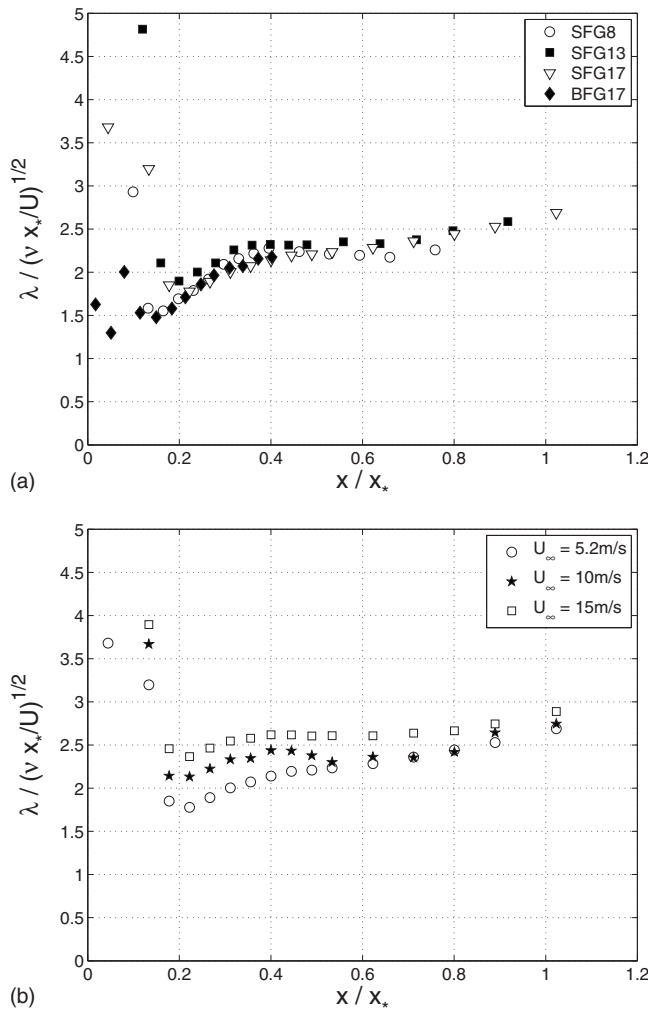 5
4.5
4
3.5
3
2.5
2
1.5
1
0.5
0
λ / (ν x*/U)^1/2
SFG8
SFG13
SFG17
BFG17
0 0.2 0.4 0.6 0.8 1 1.2
x / x*
(a)
5
4.5
4
3.5
3
2.5
2
1.5
1
0.5
0
λ / (ν x*/U)^1/2
U∞ = 5.2m/s
U∞ = 10m/s
U∞ = 15m/s
0 0.2 0.4 0.6 0.8 1 1.2
x / x*
(b)